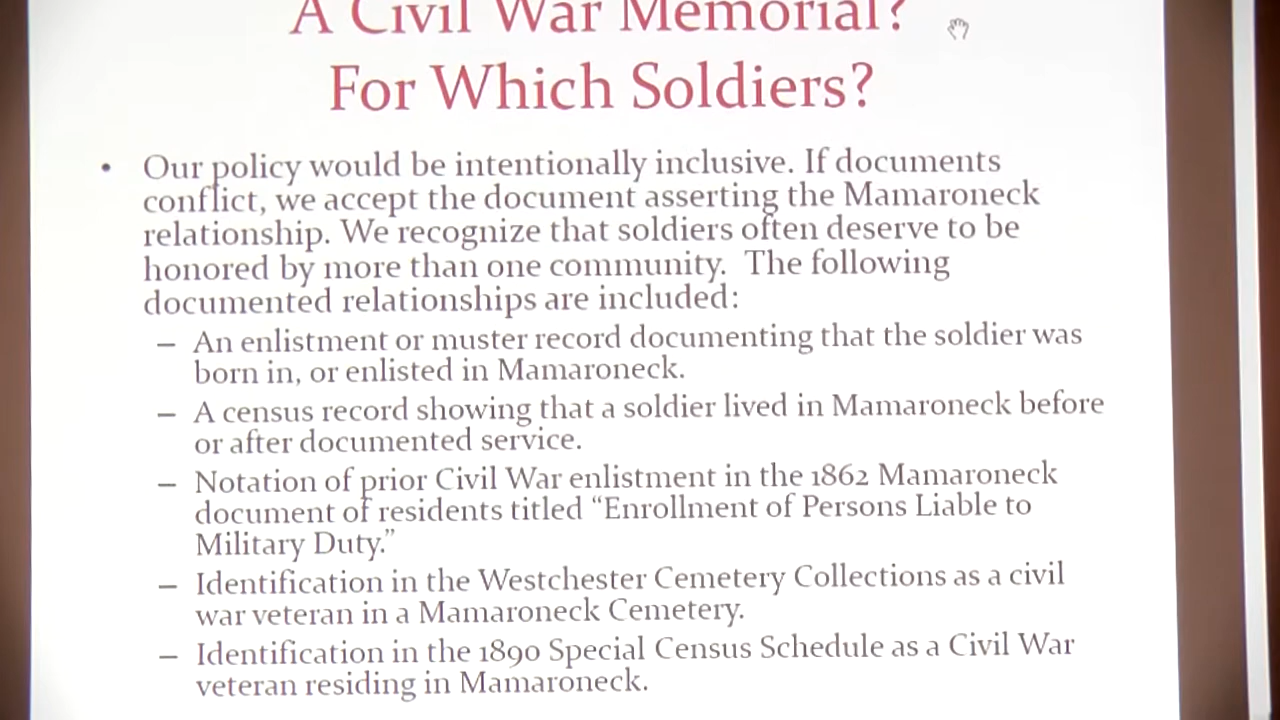 A Civil War Memorial?
For Which Soldiers?
• Our policy would be intentionally inclusive. If documents
conflict, we accept the document asserting the Mamaroneck
relationship. We recognize that soldiers often deserve to be
honored by more than one community. The following
documented relationships are included:
– An enlistment or muster record documenting that the soldier was
born in, or enlisted in Mamaroneck.
– A census record showing that a soldier lived in Mamaroneck before
or after documented service.
– Notation of prior Civil War enlistment in the 1862 Mamaroneck
document of residents titled “Enrollment of Persons Liable to
Military Duty.”
– Identification in the Westchester Cemetery Collections as a civil
war veteran in a Mamaroneck Cemetery.
– Identification in the 1890 Special Census Schedule as a Civil War
veteran residing in Mamaroneck.